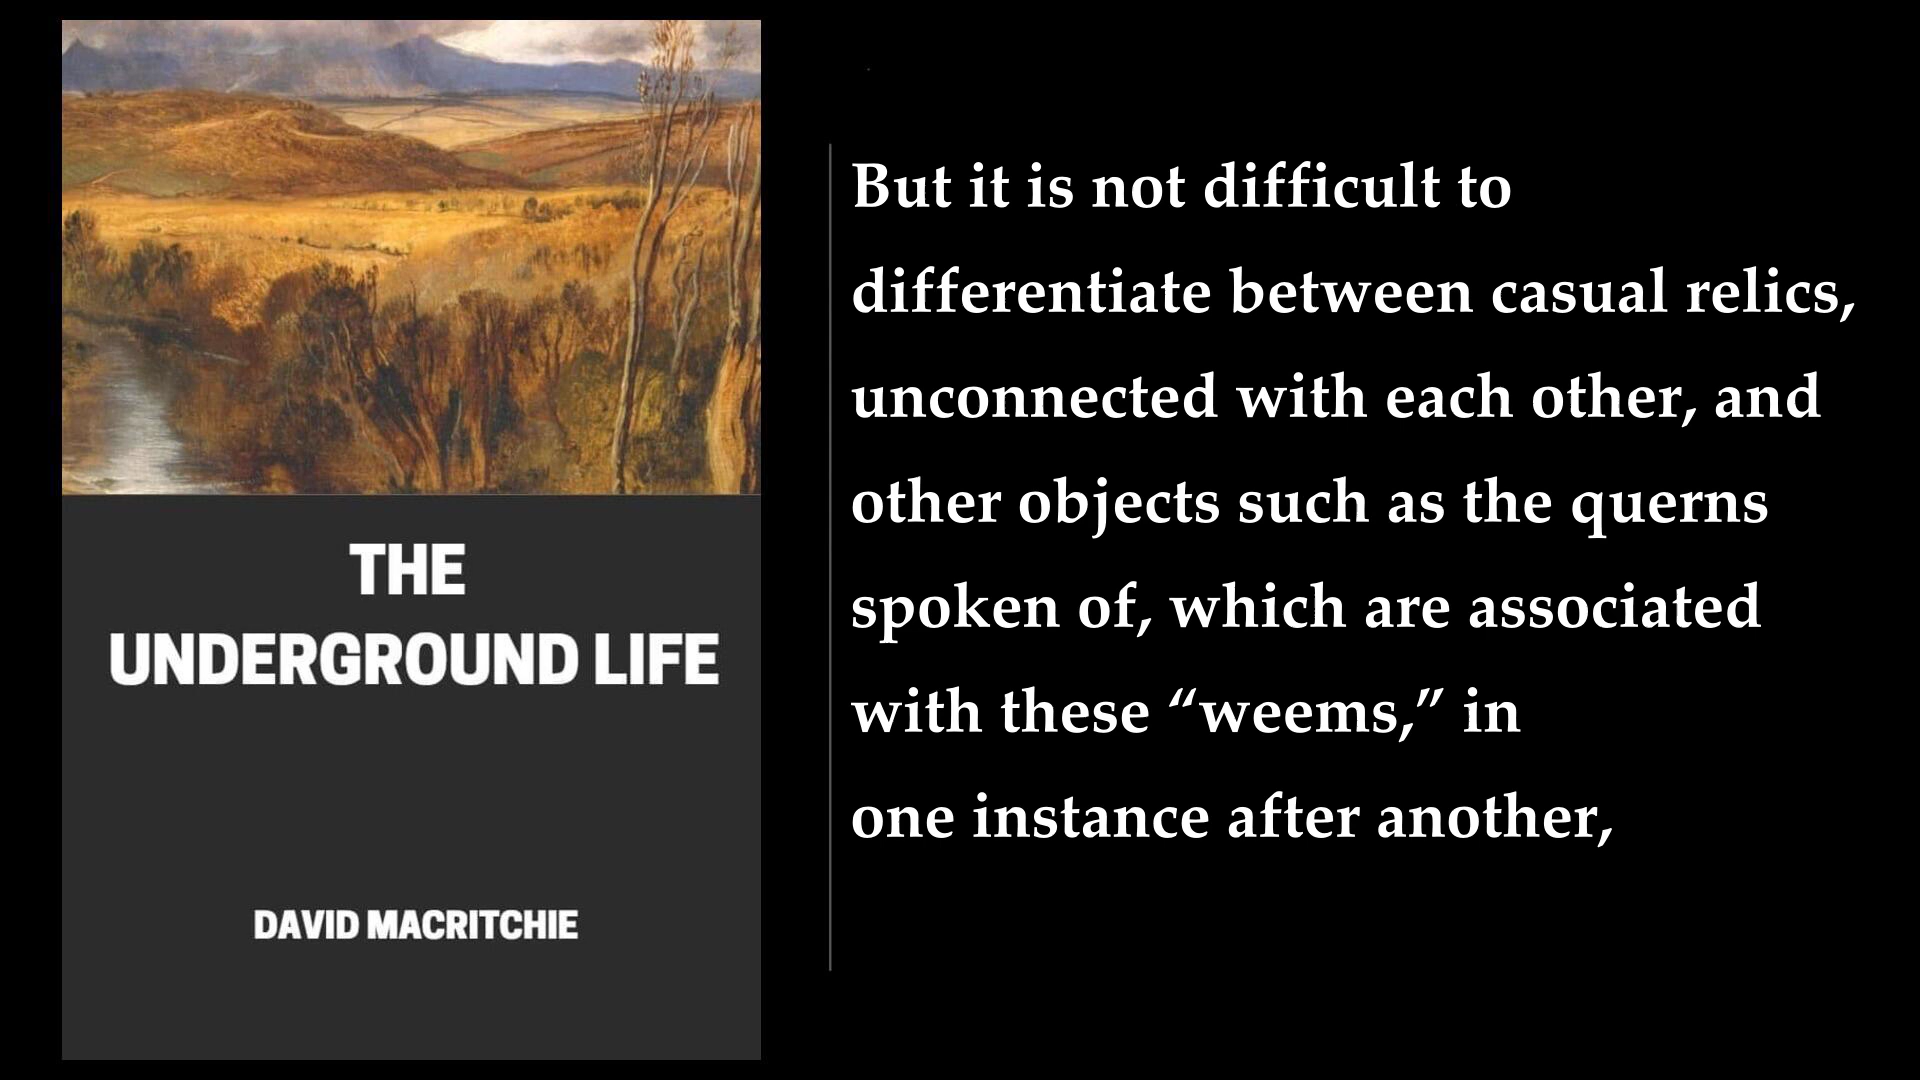 THE
UNDERGROUND LIFE
DAVID MACRITCHIE
But it is not difficult to
differentiate between casual relics,
unconnected with each other, and
other objects such as the querns
spoken of, which are associated
with these “weems,” in
one instance after another,